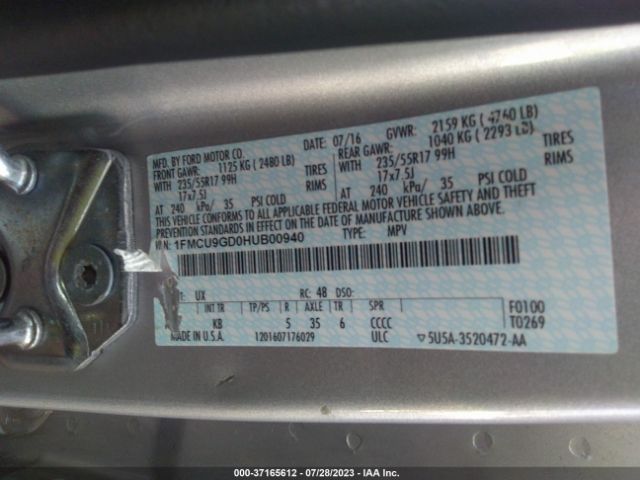 MFD. BY FORD MOTOR CO. DATE: 07/16 GVWR: 2159 KG ( 4760 LB)
FRONT GAWR: 1125 KG ( 2480 LB) REAR GAWR: 1040 KG ( 2293 LB)
WITH 235/55R17 99H TIRES WITH 235/55R17 99H TIRES
17x7.5J RIMS 17x7.5J RIMS
AT 240 kPa/ 35 PSI COLD AT 240 kPa/ 35 PSI COLD
THIS VEHICLE CONFORMS TO ALL APPLICABLE FEDERAL MOTOR VEHICLE SAFETY AND THEFT
PREVENTION STANDARDS IN EFFECT ON THE DATE OF MANUFACTURE SHOWN ABOVE.
VIN: 1FMCU9GD0HUB00940 TYPE: MPV
UX RC: 48 DSO:
INT TR TP/PS R AXLE TR SPR F0100
KB 5 35 6 CCCC T0269
MADE IN U.S.A. 1201607176029 ULC ▽5U5A-3520472-AA
000-37165612 / 07/28/2023 - IAA Inc.